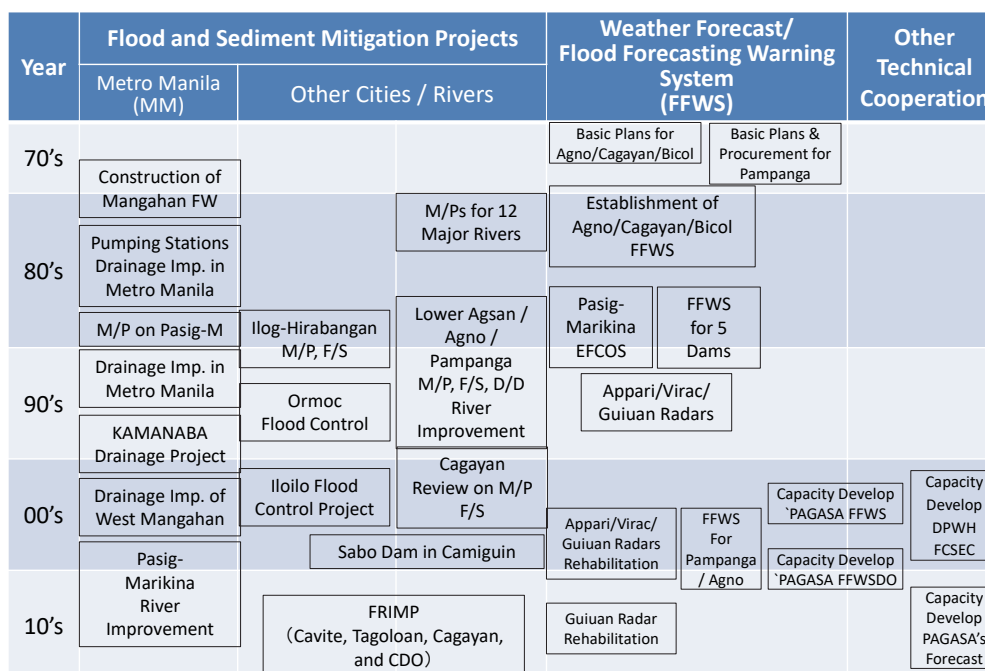 Year
Flood and Sediment Mitigation Projects
Weather Forecast/
Flood Forecasting Warning
System
(FFWS)
Other
Technical
Cooperation
Metro Manila
(MM)
Other Cities / Rivers
70's
Construction of
Mangahan FW
Basic Plans for
Agno/Cagayan/Bicol
Basic Plans &
Procurement for
Pampanga
80's
Pumping Stations
Drainage Imp. in
Metro Manila
M/P on Pasig-M
Ilog-Hirabangan
M/P, F/S
M/Ps for 12
Major Rivers
Lower Agsan /
Agno /
Pampanga
M/P, F/S, D/D
River
Improvement
Establishment of
Agno/Cagayan/Bicol
FFWS
Pasig-
Marikina
EFCOS
FFWS
for 5
Dams
90's
Drainage Imp. in
Metro Manila
KAMANABA
Drainage Project
Ormoc
Flood Control
Appari/Virac/
Guiuan Radars
00's
Drainage Imp. of
West Mangahan
Pasig-
Marikina
River
Improvement
Iloilo Flood
Control Project
Cagayan
Review on M/P
F/S
Sabo Dam in Camiguin
Appari/Virac/
Guiuan Radars
Rehabilitation
FFWS
For
Pampanga
/ Agno
Capacity Develop
`PAGASA FFWS
Capacity Develop
`PAGASA FFWSDO
Capacity
Develop
DPWH
FCSEC
10's
FRIMP
（Cavite, Tagoloan, Cagayan,
and CDO）
Guiuan Radar
Rehabilitation
Capacity
Develop
PAGASA's
Forecast